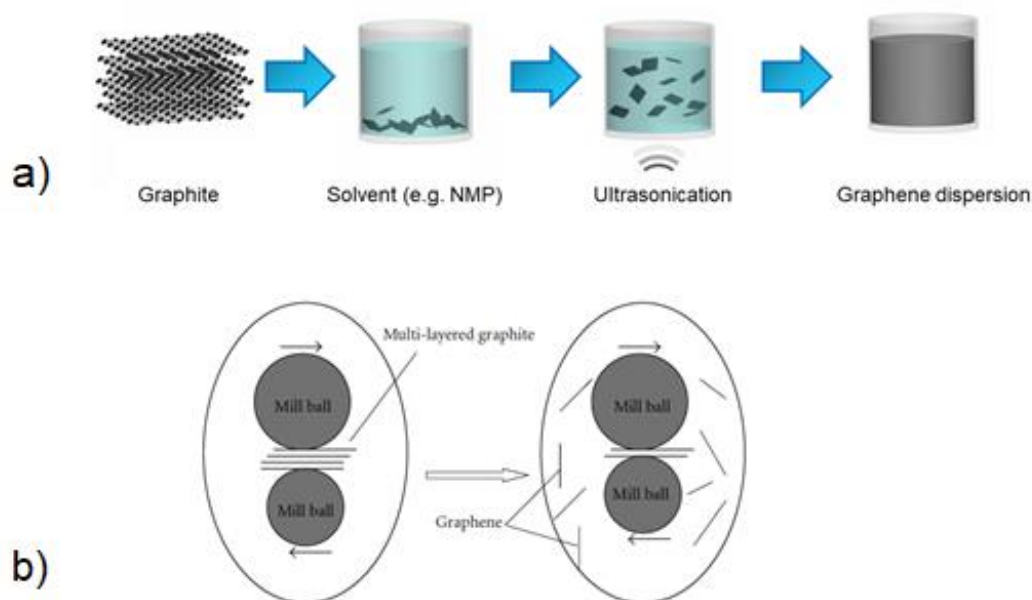 a)
Graphite
Solvent (e.g. NMP)
Ultrasonication
Graphene dispersion
b)
Multi-layered graphite
Mill ball
Mill ball
Mill ball
Mill ball
Graphene